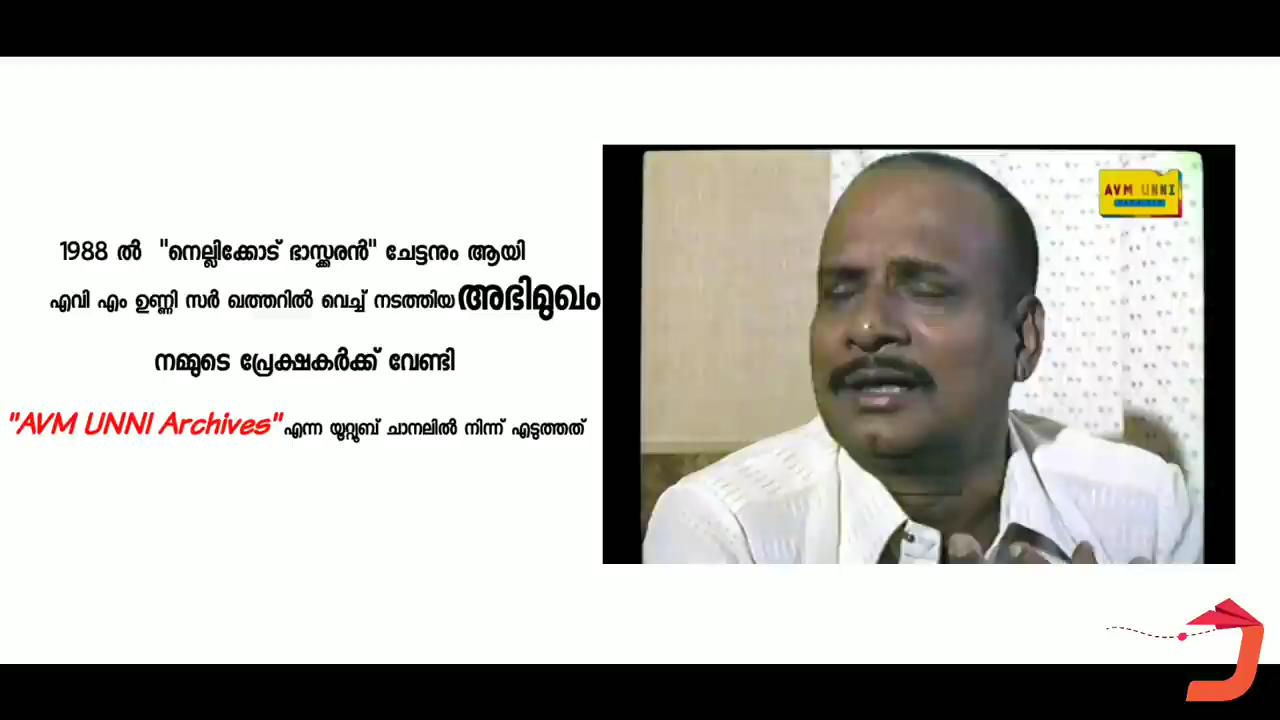 1988 ൽ "നെല്ലിക്കോട് ഭാസ്ക്കരൻ" ചേട്ടനും ആയി
എവി എം ഉണ്ണി സർ ഖത്തറിൽ വെച്ച് നടത്തിയ അഭിമുഖം
നമ്മുടെ പ്രേക്ഷകർക്ക് വേണ്ടി
"AVM UNNI Archives" എന്ന യൂറ്റ്യൂബ് ചാനലിൽ നിന്ന് എടുത്തത്
AVM UNNI